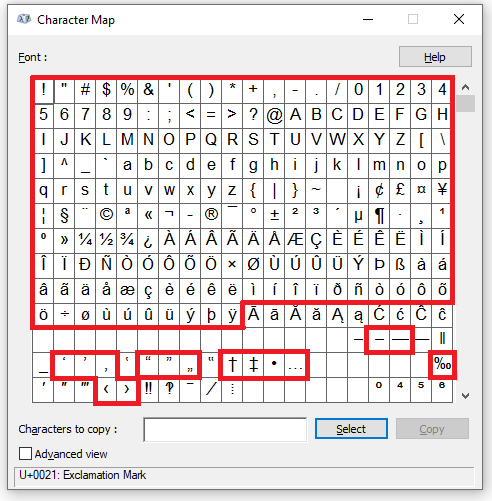 Character Map
Font :
Help
! " # $ % & ' ( ) * + , - . / 0 1 2 3 4
5 6 7 8 9 : ; < = > ? @ A B C D E F G H
I J K L M N O P Q R S T U V W X Y Z [ \
] ^ _ ` a b c d e f g h i j k l m n o p
q r s t u v w x y z { | } ~ ¡ ¢ £ ¤ ¥
¦ § ¨ © ª « ¬ - ® ¯ ° ± ² ³ ´ µ ¶ · ¸ ¹
º » ¼ ½ ¾ ¿ À Á Â Ã Ä Å Æ Ç È É Ê Ë Ì Í
Î Ï Ð Ñ Ò Ó Ô Õ Ö × Ø Ù Ú Û Ü Ý Þ ß à á
â ã ä å æ ç è é ê ë ì í î ï ð ñ ò ó ô õ
ö ÷ ø ù ú û ü ý þ ÿ Ā ā Ă ă Ą ą Ć ć Ĉ ĉ
‒ – — ― ‖
‗ ‘ ’ ‚ ‛ “ ” „ ‟ † ‡ • … ‰
′ ″ ‴ ‹ › ‼ ‽ ‾ ⁄ ⁞ ⁰ ⁴ ⁵ ⁶
Characters to copy :
Select
Copy
Advanced view
U+0021: Exclamation Mark